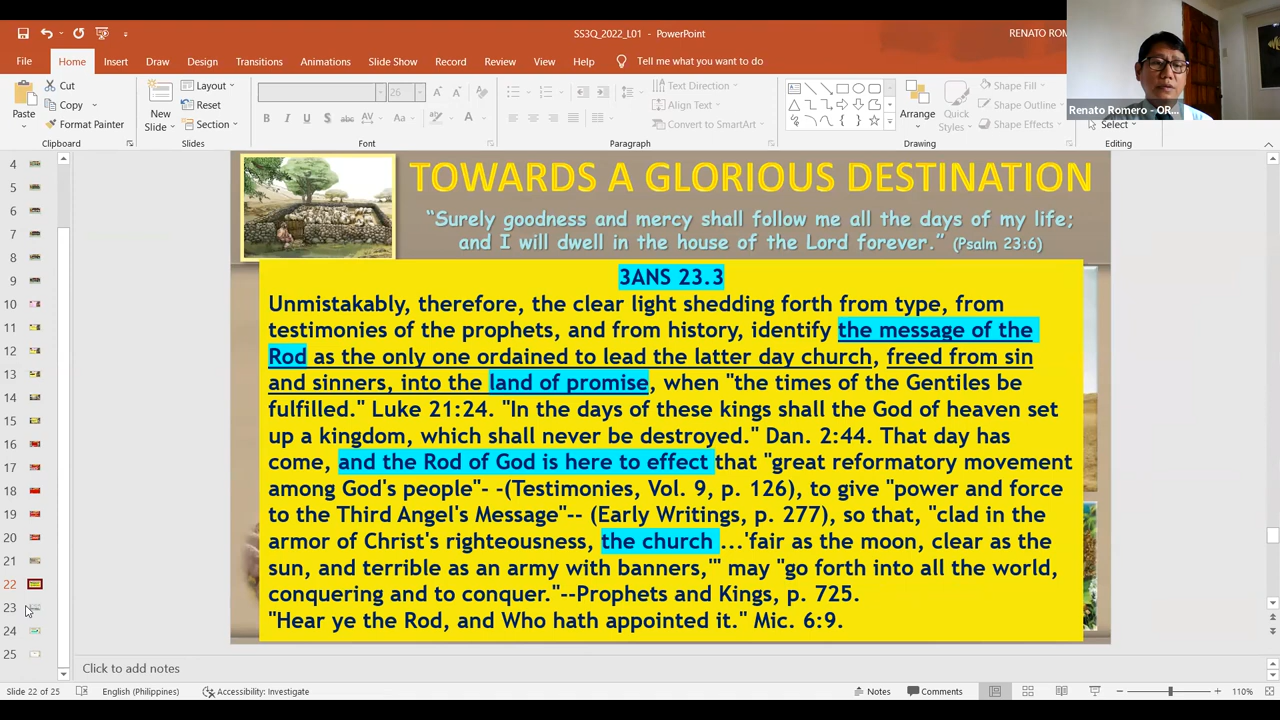 SS3Q_2022_L01 - PowerPoint
RENATO ROM
File Home Insert Draw Design Transitions Animations Slide Show Record Review View Help Tell me what you want to do
Paste
Cut
Copy
Format Painter
Clipboard
New Slide
Layout
Reset
Section
Slides
26
Font
Text Direction
Align Text
Convert to SmartArt
Paragraph
Arrange
Quick Styles
Shape Fill
Shape Outline
Shape Effects
Drawing
Select
Editing
Renato Romero - OR...
4
5
6
7
8
9
10
11
12
13
14
15
16
17
18
19
20
21
22
23
24
25
TOWARDS A GLORIOUS DESTINATION
“Surely goodness and mercy shall follow me all the days of my life;
and I will dwell in the house of the Lord forever.” (Psalm 23:6)
3ANS 23.3
Unmistakably, therefore, the clear light shedding forth from type, from
testimonies of the prophets, and from history, identify the message of the
Rod as the only one ordained to lead the latter day church, freed from sin
and sinners, into the land of promise, when "the times of the Gentiles be
fulfilled." Luke 21:24. "In the days of these kings shall the God of heaven set
up a kingdom, which shall never be destroyed." Dan. 2:44. That day has
come, and the Rod of God is here to effect that "great reformatory movement
among God's people"- -(Testimonies, Vol. 9, p. 126), to give "power and force
to the Third Angel's Message"-- (Early Writings, p. 277), so that, "clad in the
armor of Christ's righteousness, the church ...'fair as the moon, clear as the
sun, and terrible as an army with banners,'" may "go forth into all the world,
conquering and to conquer."--Prophets and Kings, p. 725.
"Hear ye the Rod, and Who hath appointed it." Mic. 6:9.
Click to add notes
Slide 22 of 25 English (Philippines) Accessibility: Investigate Notes Comments 110%